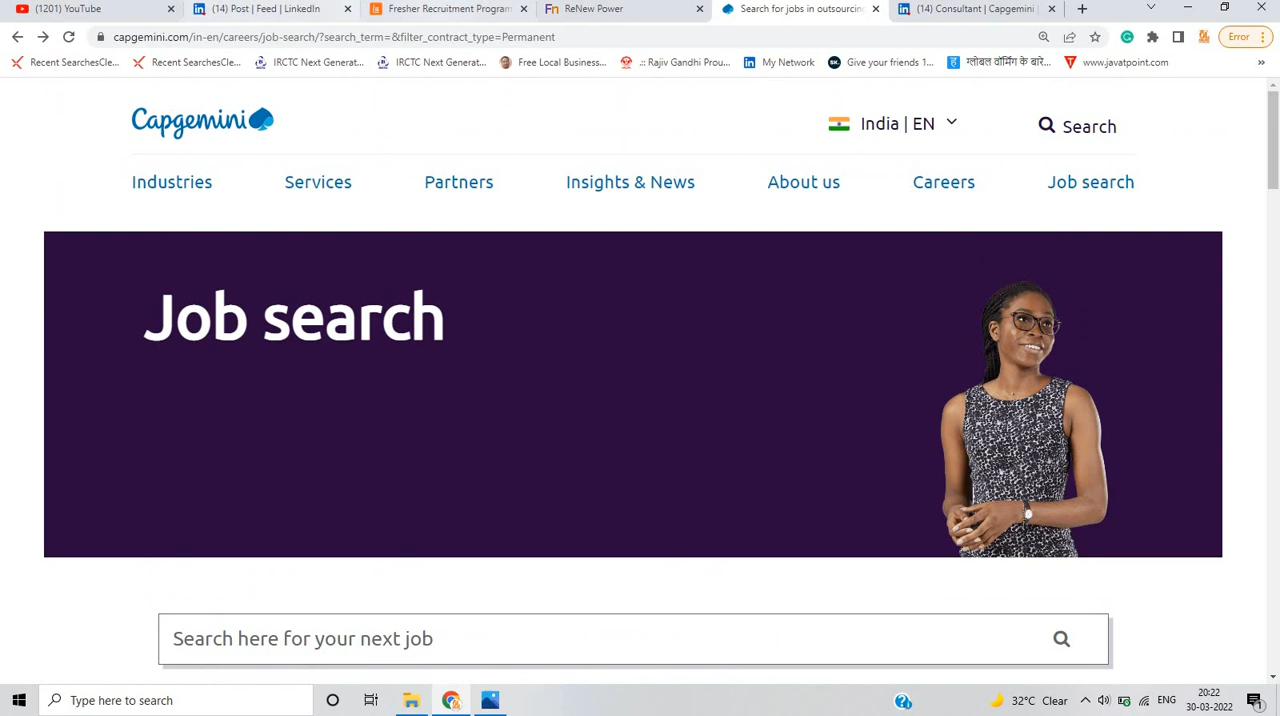 (1201) YouTube
(14) Post | Feed | LinkedIn
Fresher Recruitment Program
ReNew Power
Search for jobs in outsourcing
(14) Consultant | Capgemini |
capgemini.com/in-en/careers/job-search/?search_term=&filter_contract_type=Permanent
Error
Recent SearchesCle...
Recent SearchesCle...
IRCTC Next Generat...
IRCTC Next Generat...
Free Local Business...
.:: Rajiv Gandhi Prou...
My Network
Give your friends 1...
ग्लोबल वॉर्मिंग के बारे...
www.javatpoint.com
»
Capgemini
India | EN
Search
Industries
Services
Partners
Insights & News
About us
Careers
Job search
Job search
Search here for your next job
Type here to search
32°C Clear
ENG
20:22
30-03-2022